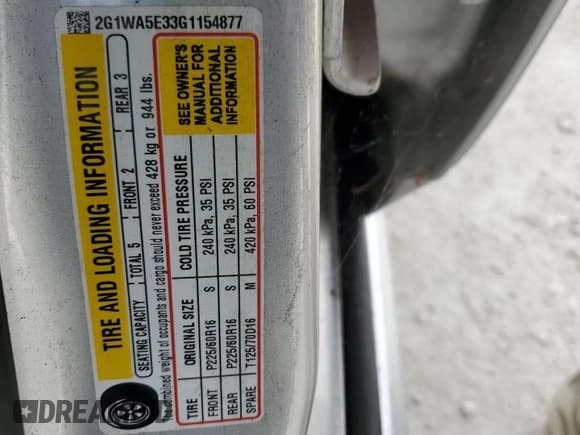 2G1WA5E33G1154877
TIRE AND LOADING INFORMATION
SEATING CAPACITY TOTAL 5 FRONT 2 REAR 3
The combined weight of occupants and cargo should never exceed 428 kg or 944 lbs.
TIRE ORIGINAL SIZE COLD TIRE PRESSURE
FRONT P225/60R16 S 240 kPa, 35 PSI
REAR P225/60R16 S 240 kPa, 35 PSI
SPARE T125/70D16 M 420 kPa, 60 PSI
SEE OWNER'S
MANUAL FOR
ADDITIONAL
INFORMATION